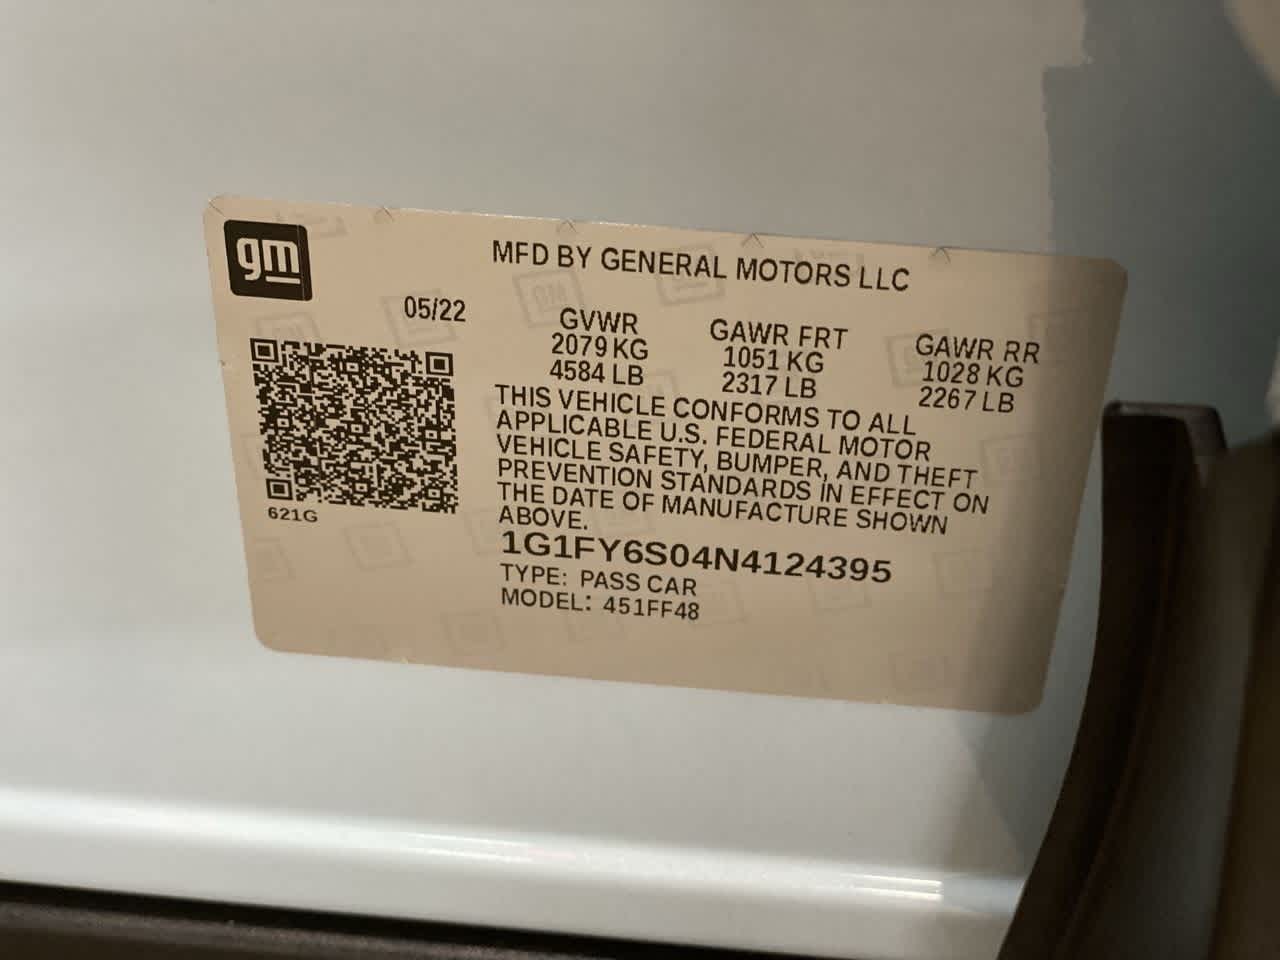 gm
MFD BY GENERAL MOTORS LLC
05/22
GVWR GAWR FRT GAWR RR
2079 KG 1051 KG 1028 KG
4584 LB 2317 LB 2267 LB
THIS VEHICLE CONFORMS TO ALL
APPLICABLE U.S. FEDERAL MOTOR
VEHICLE SAFETY, BUMPER, AND THEFT
PREVENTION STANDARDS IN EFFECT ON
THE DATE OF MANUFACTURE SHOWN
ABOVE.
621G
1G1FY6S04N4124395
TYPE: PASS CAR
MODEL: 451FF48